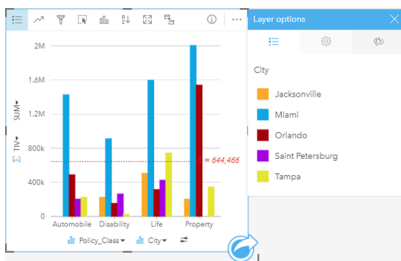 Layer options
City
Jacksonville
Miami
Orlando
Saint Petersburg
Tampa
2M
1.6M
1.2M
800k
400k
0
SUM
TIV
= 644,466
Automobile Disability Life Property
Policy_Class City